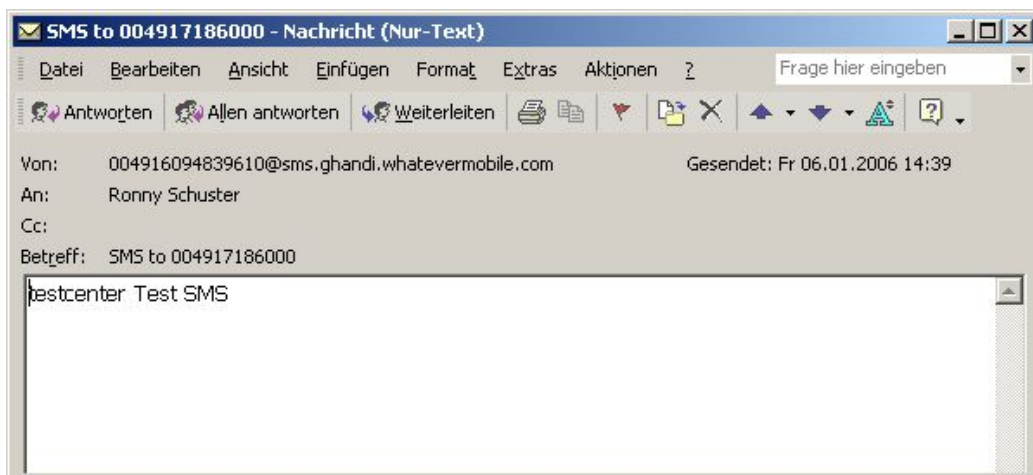 SMS to 004917186000 - Nachricht (Nur-Text)
Datei Bearbeiten Ansicht Einfügen Format Extras Aktionen ? Frage hier eingeben
Antworten Allen antworten Weiterleiten
Von: 004916094839610@sms.ghandi.whatevermobile.com Gesendet: Fr 06.01.2006 14:39
An: Ronny Schuster
Cc:
Betreff: SMS to 004917186000
testcenter Test SMS